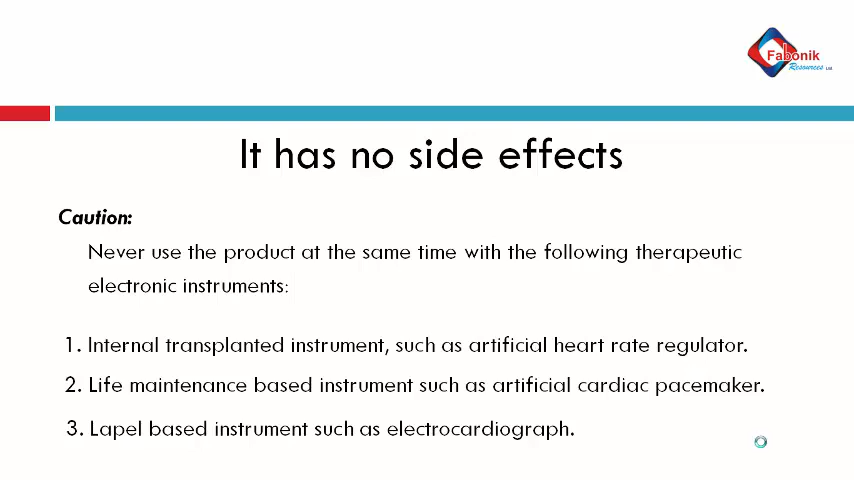 Fabonik
Resources Ltd
It has no side effects
Caution:
Never use the product at the same time with the following therapeutic
electronic instruments:
1. Internal transplanted instrument, such as artificial heart rate regulator.
2. Life maintenance based instrument such as artificial cardiac pacemaker.
3. Lapel based instrument such as electrocardiograph.